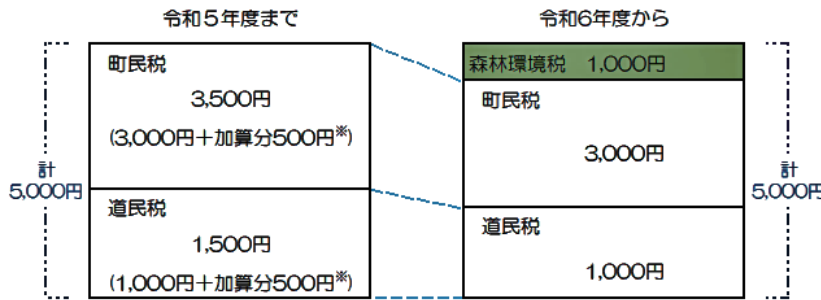 令和5年度まで
令和6年度から
町民税
3,500円
(3,000円＋加算分500円※)
道民税
1,500円
(1,000円＋加算分500円※)
計
5,000円
森林環境税 1,000円
町民税
3,000円
道民税
1,000円
計
5,000円